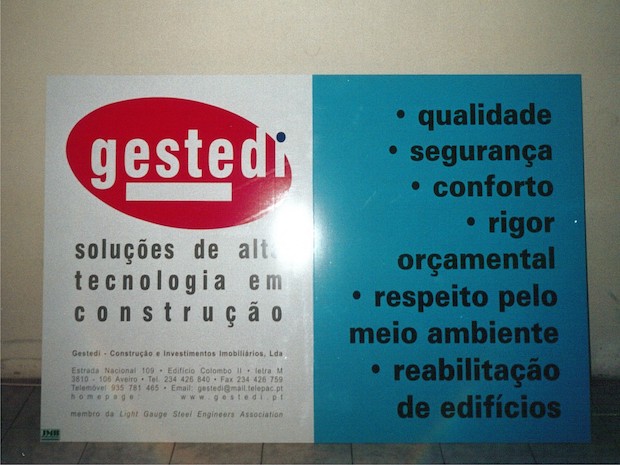 gestedi
soluções de alta
tecnologia em
construção
Gestedi - Construção e Investimentos Imobiliários, Lda
Estrada Nacional 109 • Edifício Colombo II • letra M
3810 - 106 Aveiro • Tel. 234 426 840 • Fax 234 426 759
Telemóvel 935 781 465 • Email: gestedi@mail.telepac.pt
homepage: www.gestedi.pt
membro da Light Gauge Steel Engineers Association
• qualidade
• segurança
• conforto
• rigor
orçamental
• respeito pelo
meio ambiente
• reabilitação
de edifícios